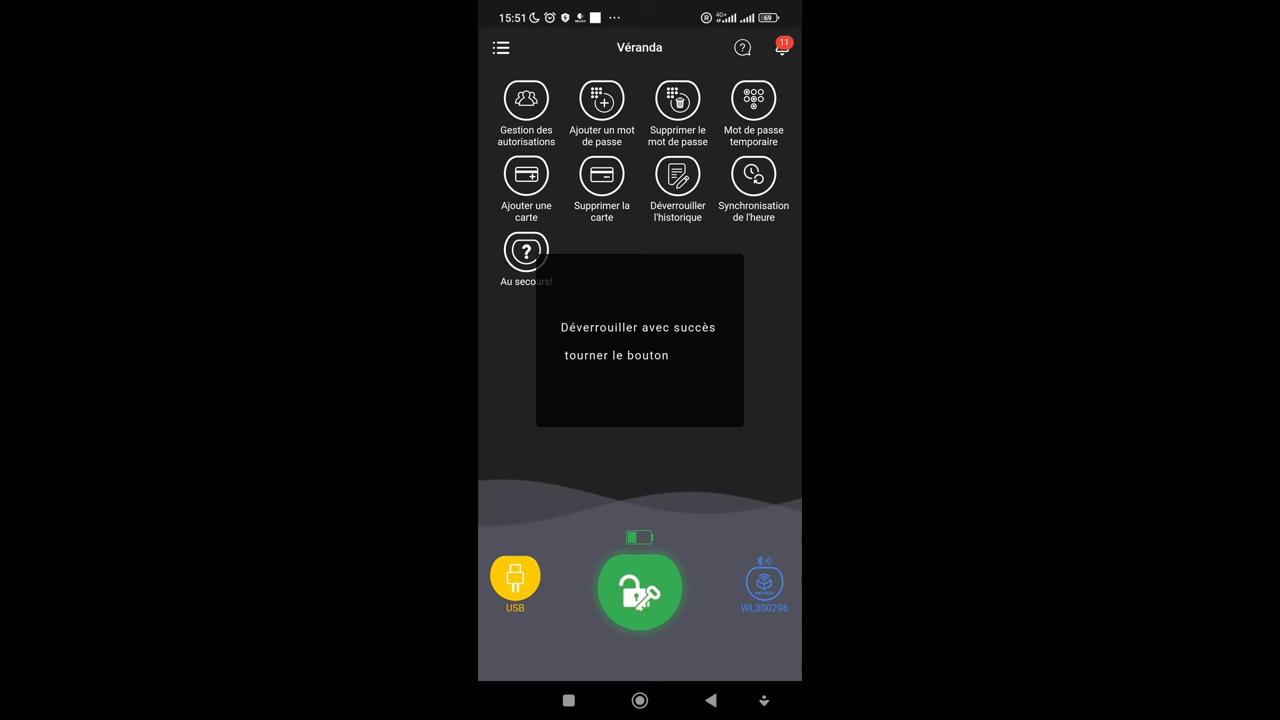 15:51
R 4G+ 69
Véranda
? 11
Gestion des
autorisations
Ajouter un mot
de passe
Supprimer le
mot de passe
Mot de passe
temporaire
Ajouter une
carte
Supprimer la
carte
Déverrouiller
l'historique
Synchronisation
de l'heure
?
Au secours!
Déverrouiller avec succès
tourner le bouton
USB
WL300296